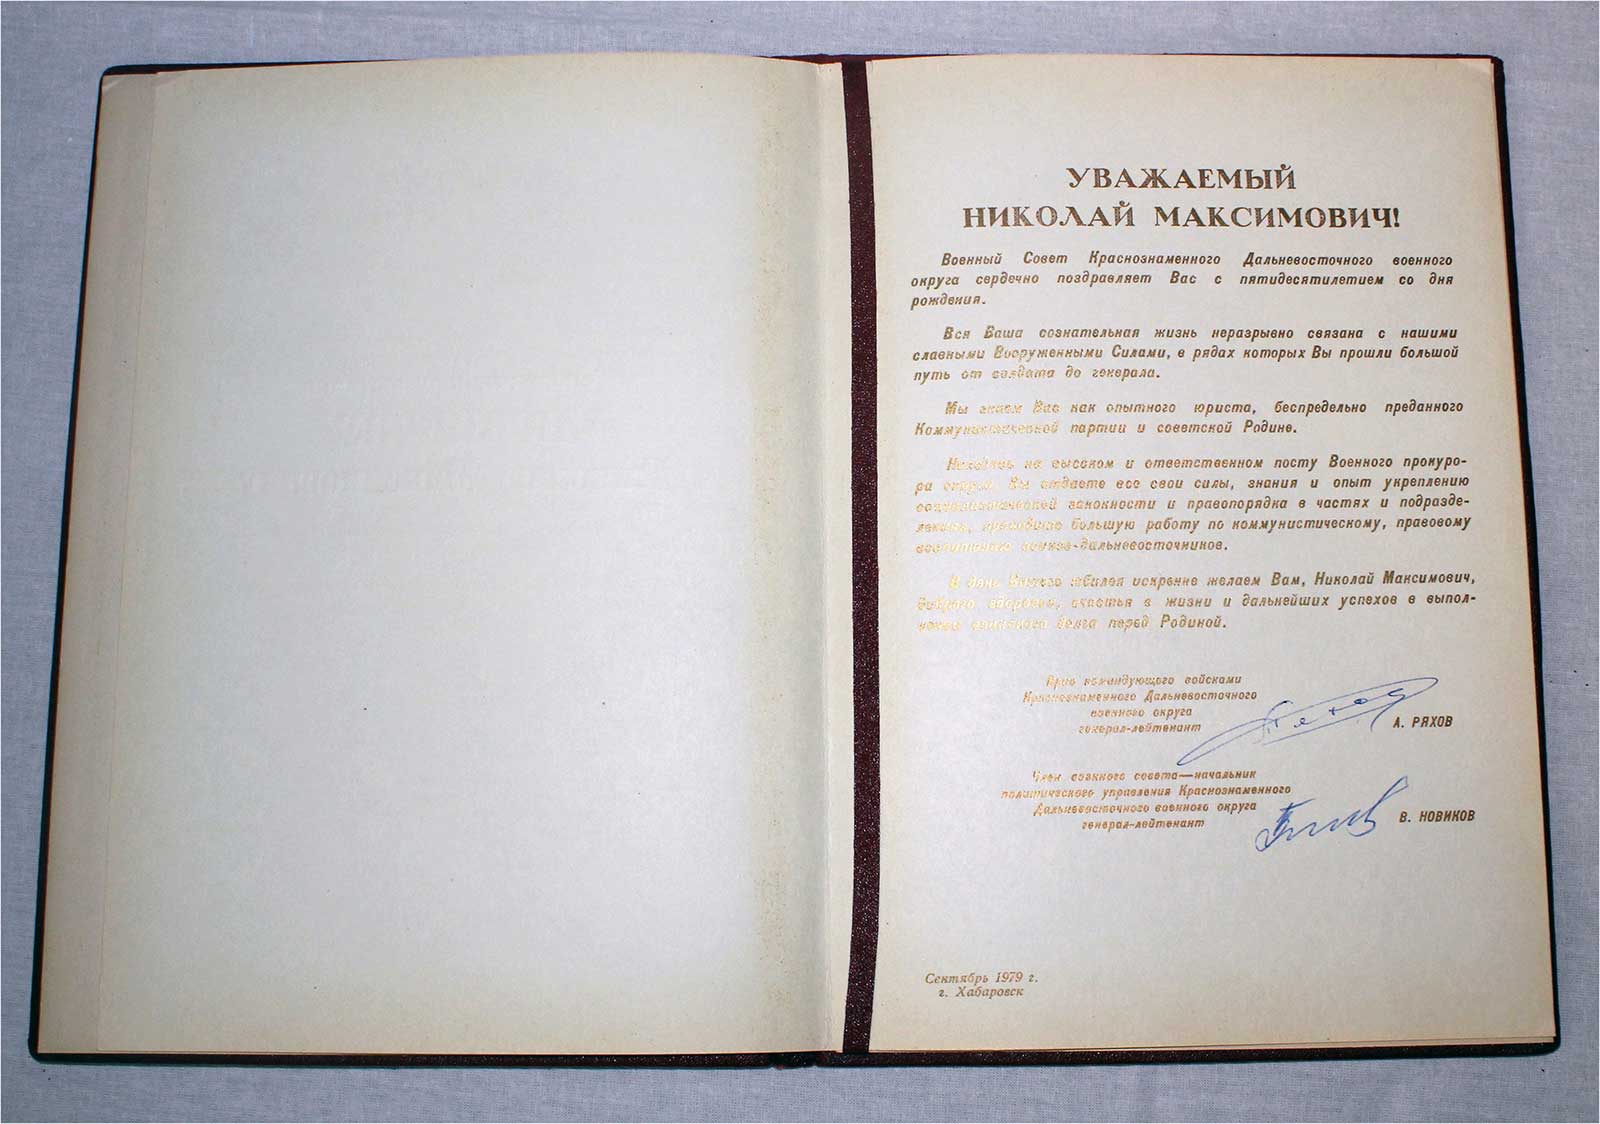 УВАЖАЕМЫЙ
НИКОЛАЙ МАКСИМОВИЧ!
Военный Совет Краснознаменного Дальневосточного военного
округа сердечно поздравляет Вас с пятидесятилетием со дня
рождения.
Вся Ваша сознательная жизнь неразрывно связана с нашими
славными Вооруженными Силами, в рядах которых Вы прошли большой
путь от солдата до генерала.
Мы знаем Вас как опытного юриста, беспредельно преданного
Коммунистической партии и советской Родине.
Находясь на высоком и ответственном посту Военного прокуро-
ра округа, Вы отдаете все свои силы, знания и опыт укреплению
социалистической законности и правопорядка в частях и подразде-
лениях, проводите большую работу по коммунистическому, правовому
воспитанию воинов-дальневосточников.
В день Вашего юбилея искренне желаем Вам, Николай Максимович,
доброго здоровья, счастья в жизни и дальнейших успехов в выпол-
нении воинского долга перед Родиной.
Врио командующего войсками
Краснознаменного Дальневосточного
военного округа
генерал-лейтенант
А. РЯХОВ
Член военного совета—начальник
политического управления Краснознаменного
Дальневосточного военного округа
генерал-лейтенант
В. НОВИКОВ
Сентябрь 1979 г.
г. Хабаровск